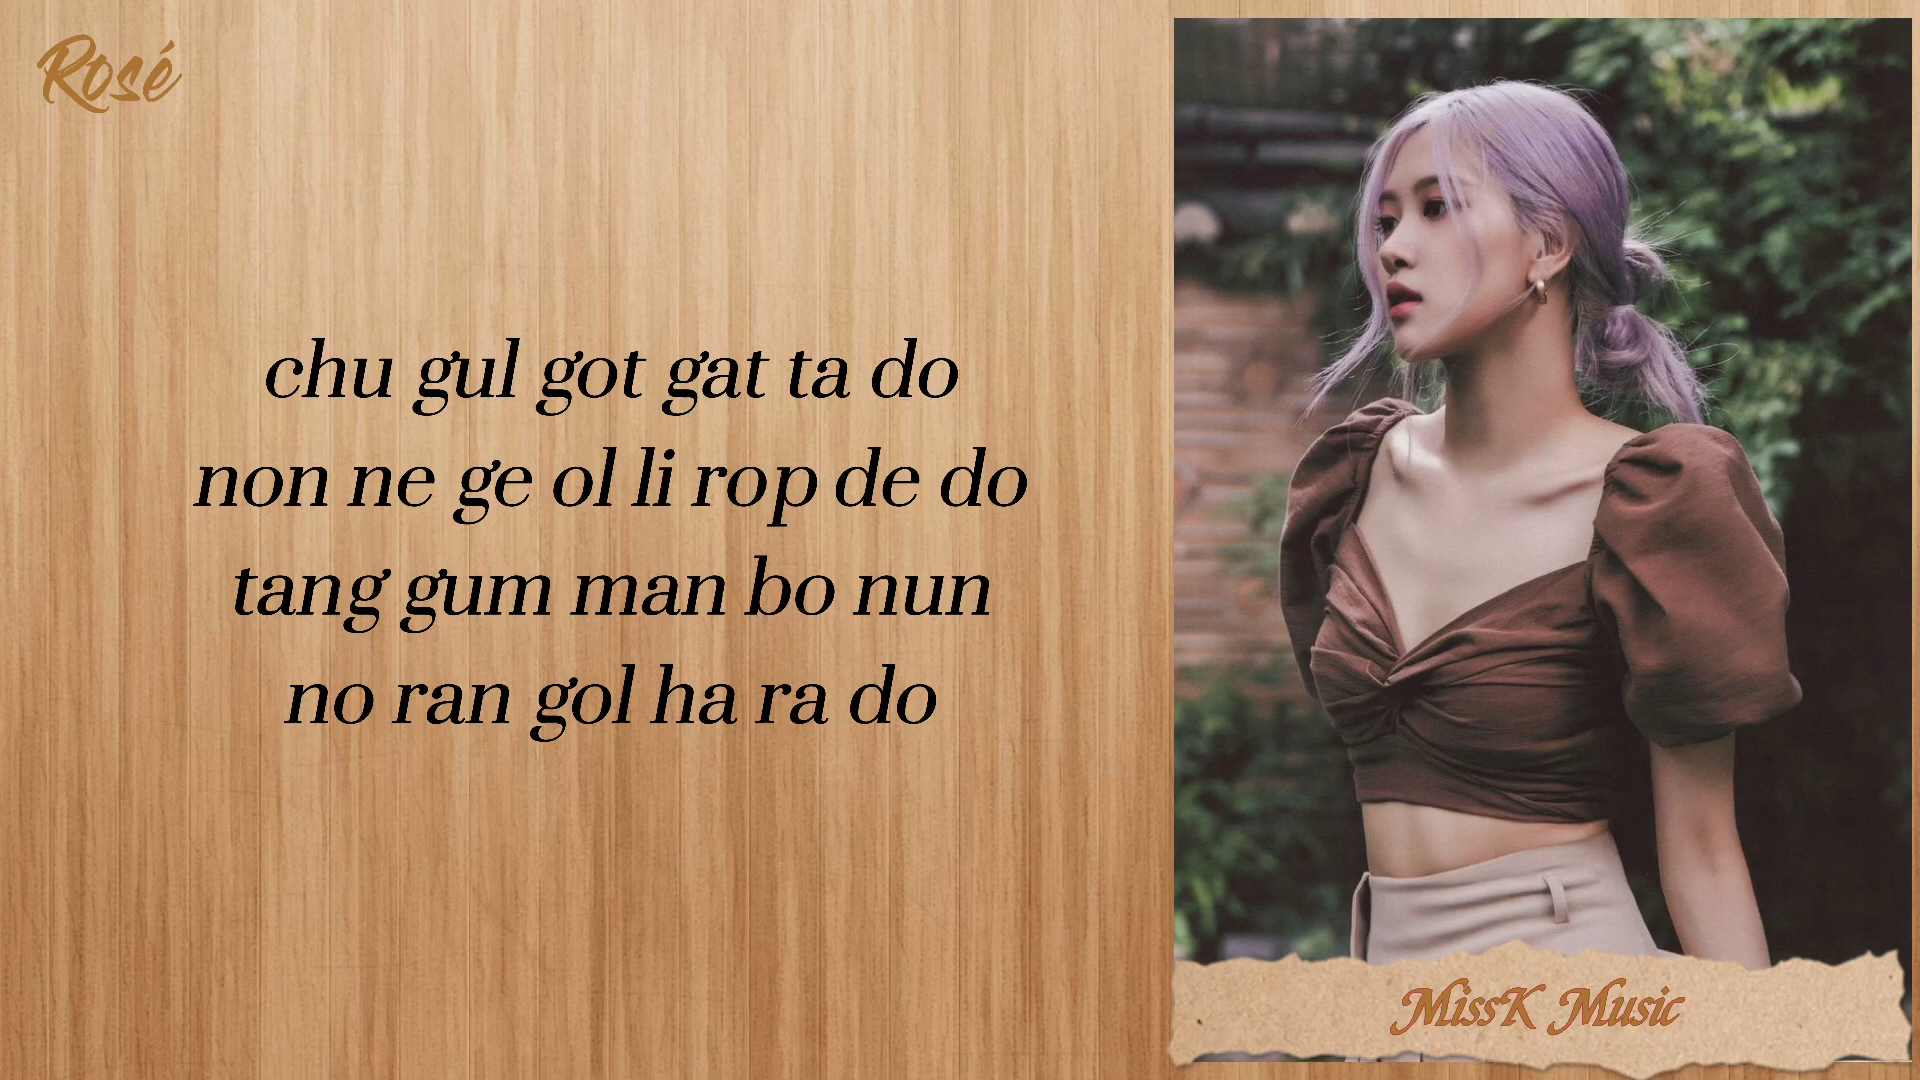 Rosé
chu gul got gat ta do
non ne ge ol li rop de do
tang gum man bo nun
no ran gol ha ra do
MissK Music